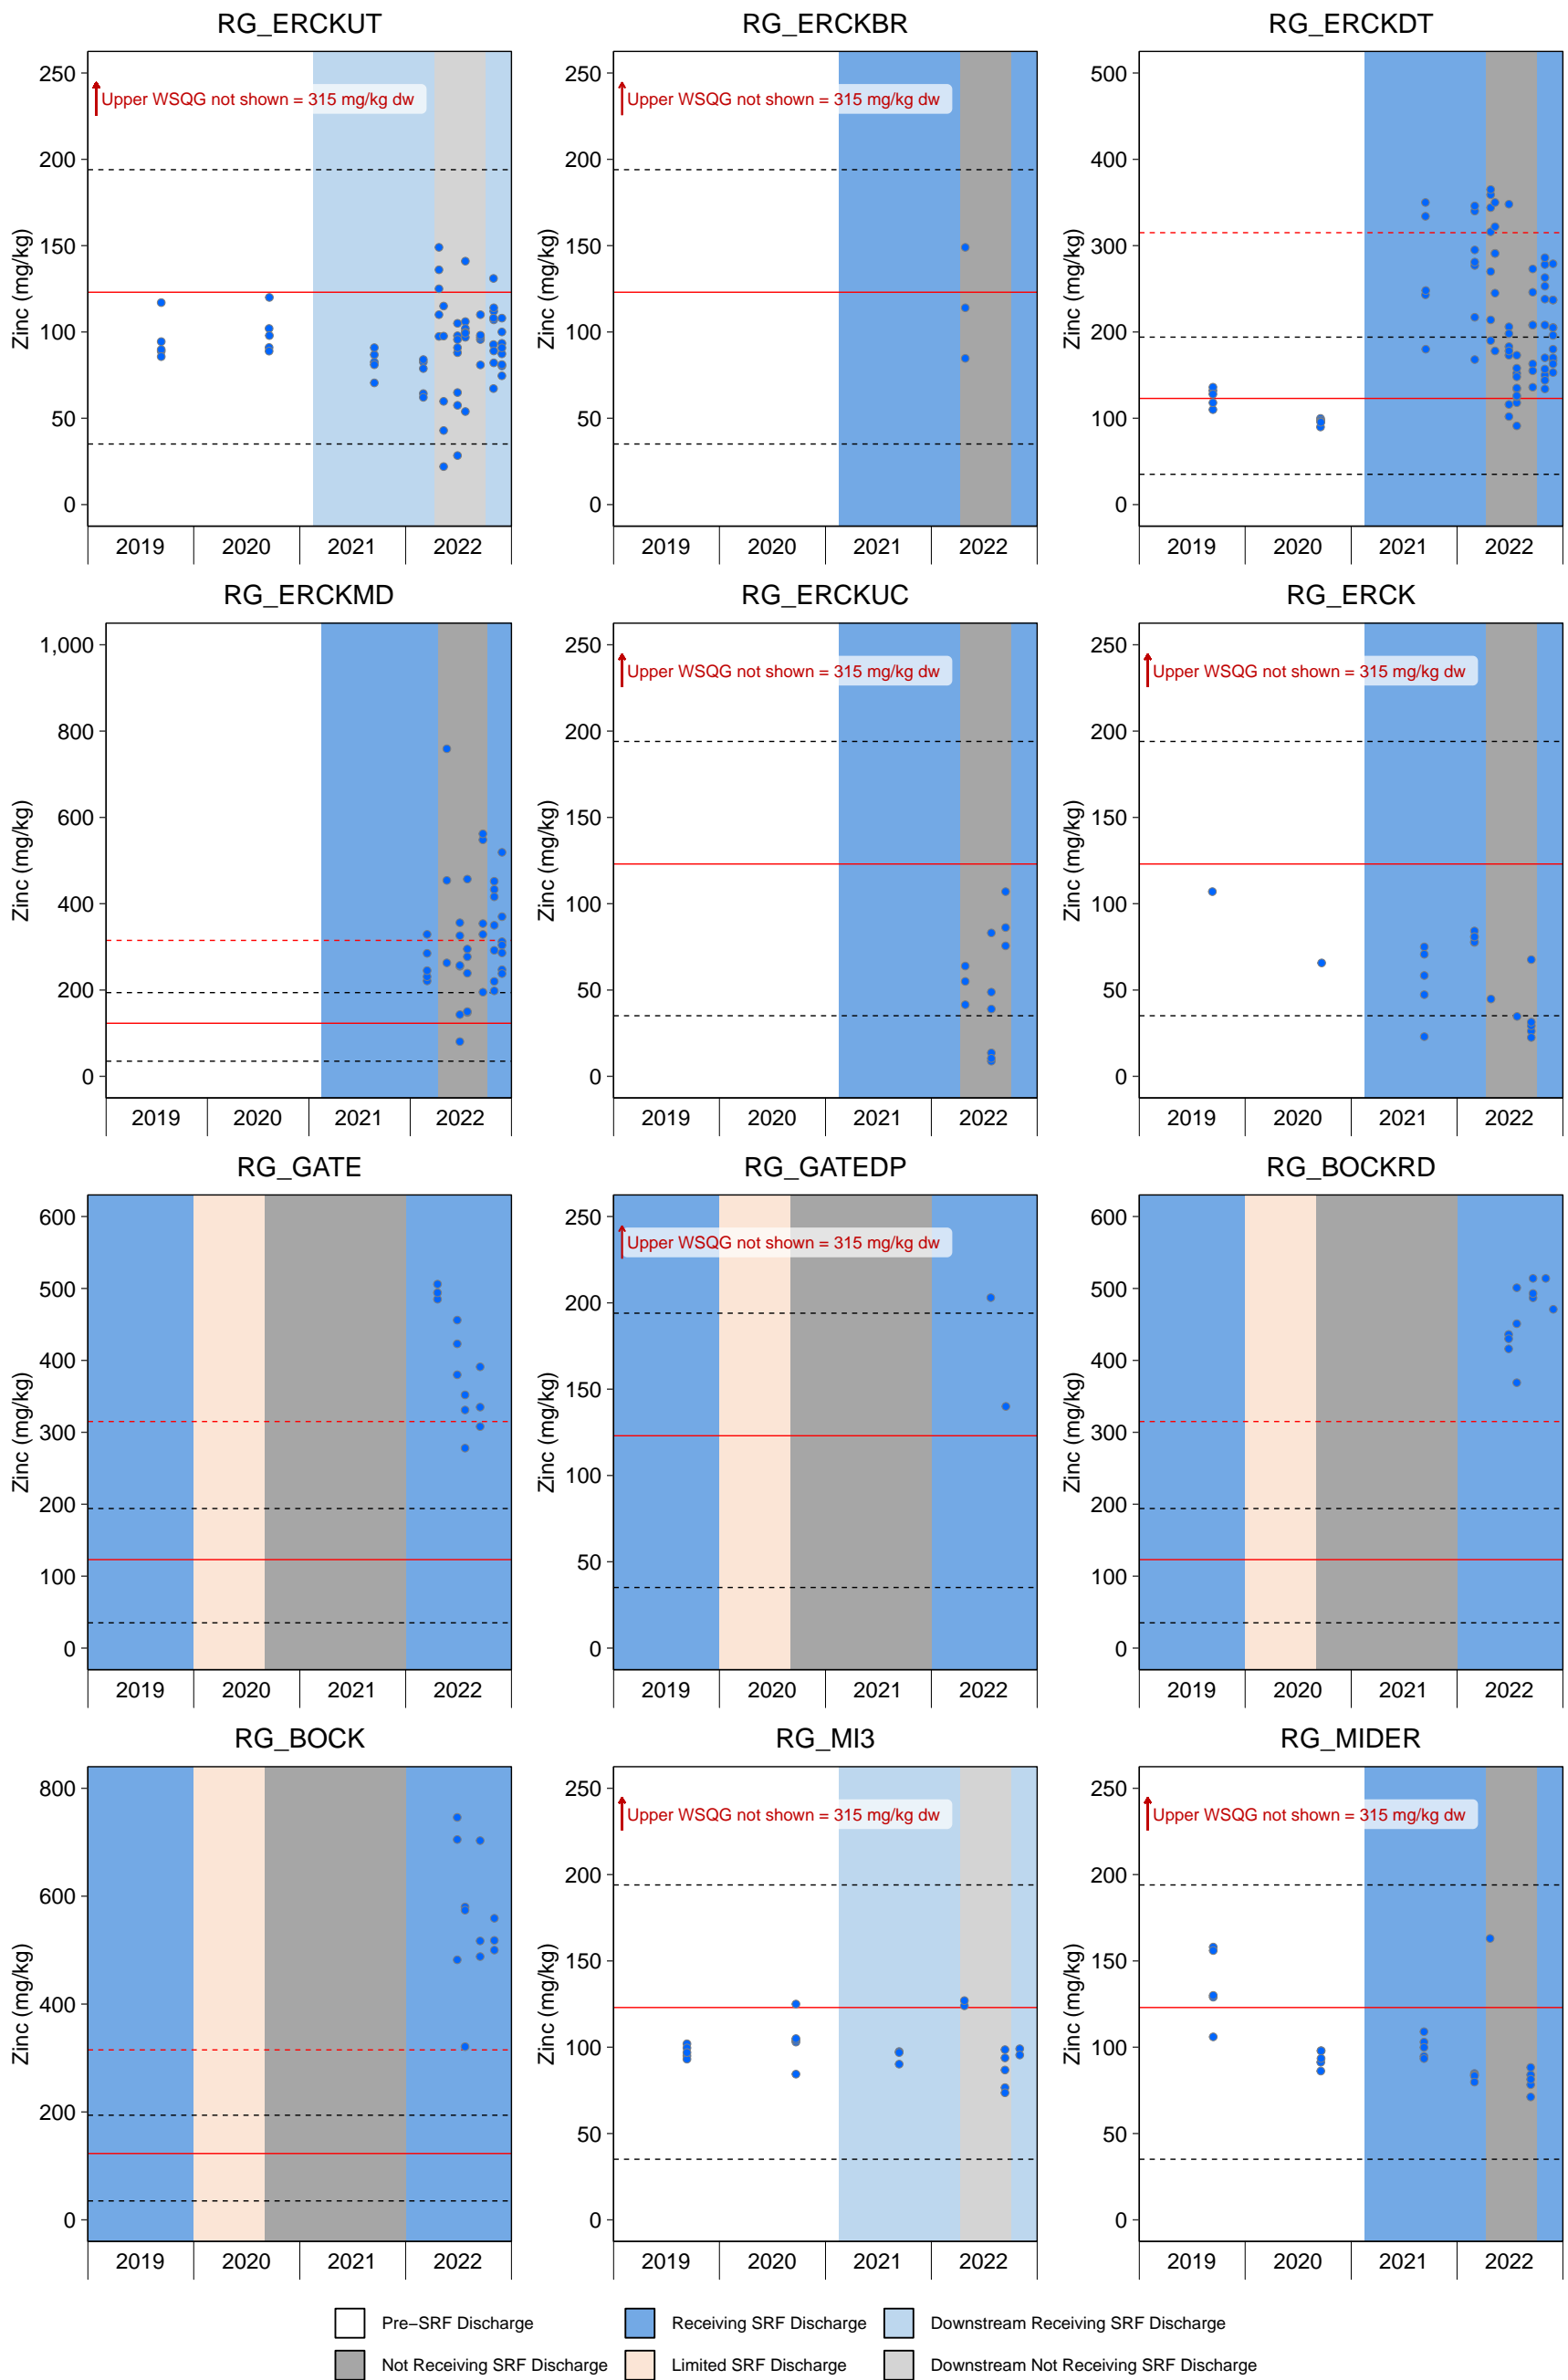 RG_ERCKUT
RG_ERCKBR
RG_ERCKDT
Zinc (mg/kg)
250
200
150
100
50
0
Upper WSQG not shown = 315 mg/kg dw
2019 2020 2021 2022
Zinc (mg/kg)
250
200
150
100
50
0
Upper WSQG not shown = 315 mg/kg dw
2019 2020 2021 2022
Zinc (mg/kg)
500
400
300
200
100
0
2019 2020 2021 2022
RG_ERCKMD
RG_ERCKUC
RG_ERCK
Zinc (mg/kg)
1,000
800
600
400
200
0
2019 2020 2021 2022
Zinc (mg/kg)
250
200
150
100
50
0
Upper WSQG not shown = 315 mg/kg dw
2019 2020 2021 2022
Zinc (mg/kg)
250
200
150
100
50
0
Upper WSQG not shown = 315 mg/kg dw
2019 2020 2021 2022
RG_GATE
RG_GATEDP
RG_BOCKRD
Zinc (mg/kg)
600
500
400
300
200
100
0
2019 2020 2021 2022
Zinc (mg/kg)
250
200
150
100
50
0
Upper WSQG not shown = 315 mg/kg dw
2019 2020 2021 2022
Zinc (mg/kg)
600
500
400
300
200
100
0
2019 2020 2021 2022
RG_BOCK
RG_MI3
RG_MIDER
Zinc (mg/kg)
800
600
400
200
0
2019 2020 2021 2022
Zinc (mg/kg)
250
200
150
100
50
0
Upper WSQG not shown = 315 mg/kg dw
2019 2020 2021 2022
Zinc (mg/kg)
250
200
150
100
50
0
Upper WSQG not shown = 315 mg/kg dw
2019 2020 2021 2022
Pre−SRF Discharge
Receiving SRF Discharge
Downstream Receiving SRF Discharge
Not Receiving SRF Discharge
Limited SRF Discharge
Downstream Not Receiving SRF Discharge